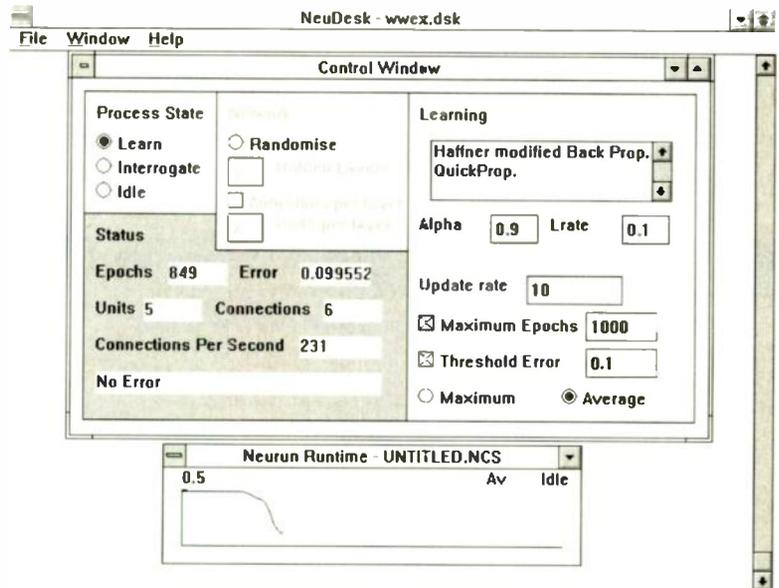 NeuDesk - wwex.dsk
File Window Help
Control Window
Process State
Learn
Interrogate
Idle
Network
Randomise
Hidden Layers
Status
Epochs 849 Error 0.099552
Units 5 Connections 6
Connections Per Second 231
No Error
Learning
Haffner modified Back Prop.
QuickProp.
Alpha 0.9 Lrate 0.1
Update rate 10
Maximum Epochs 1000
Threshold Error 0.1
Maximum Average
Neurun Runtime - UNTITLED.NCS
0.5 Av Idle